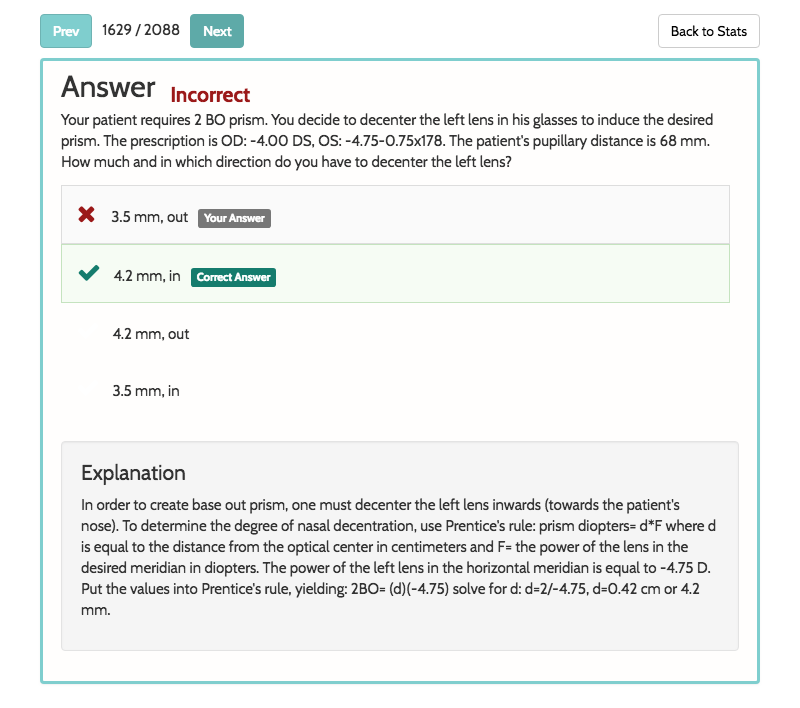 Prev 1629 / 2088 Next Back to Stats
Answer Incorrect
Your patient requires 2 BO prism. You decide to decenter the left lens in his glasses to induce the desired
prism. The prescription is OD: -4.00 DS, OS: -4.75-0.75x178. The patient's pupillary distance is 68 mm.
How much and in which direction do you have to decenter the left lens?
3.5 mm, out Your Answer
4.2 mm, in Correct Answer
4.2 mm, out
3.5 mm, in
Explanation
In order to create base out prism, one must decenter the left lens inwards (towards the patient's
nose). To determine the degree of nasal decentration, use Prentice's rule: prism diopters= d*F where d
is equal to the distance from the optical center in centimeters and F= the power of the lens in the
desired meridian in diopters. The power of the left lens in the horizontal meridian is equal to -4.75 D.
Put the values into Prentice's rule, yielding: 2BO= (d)(-4.75) solve for d: d=2/-4.75, d=0.42 cm or 4.2
mm.